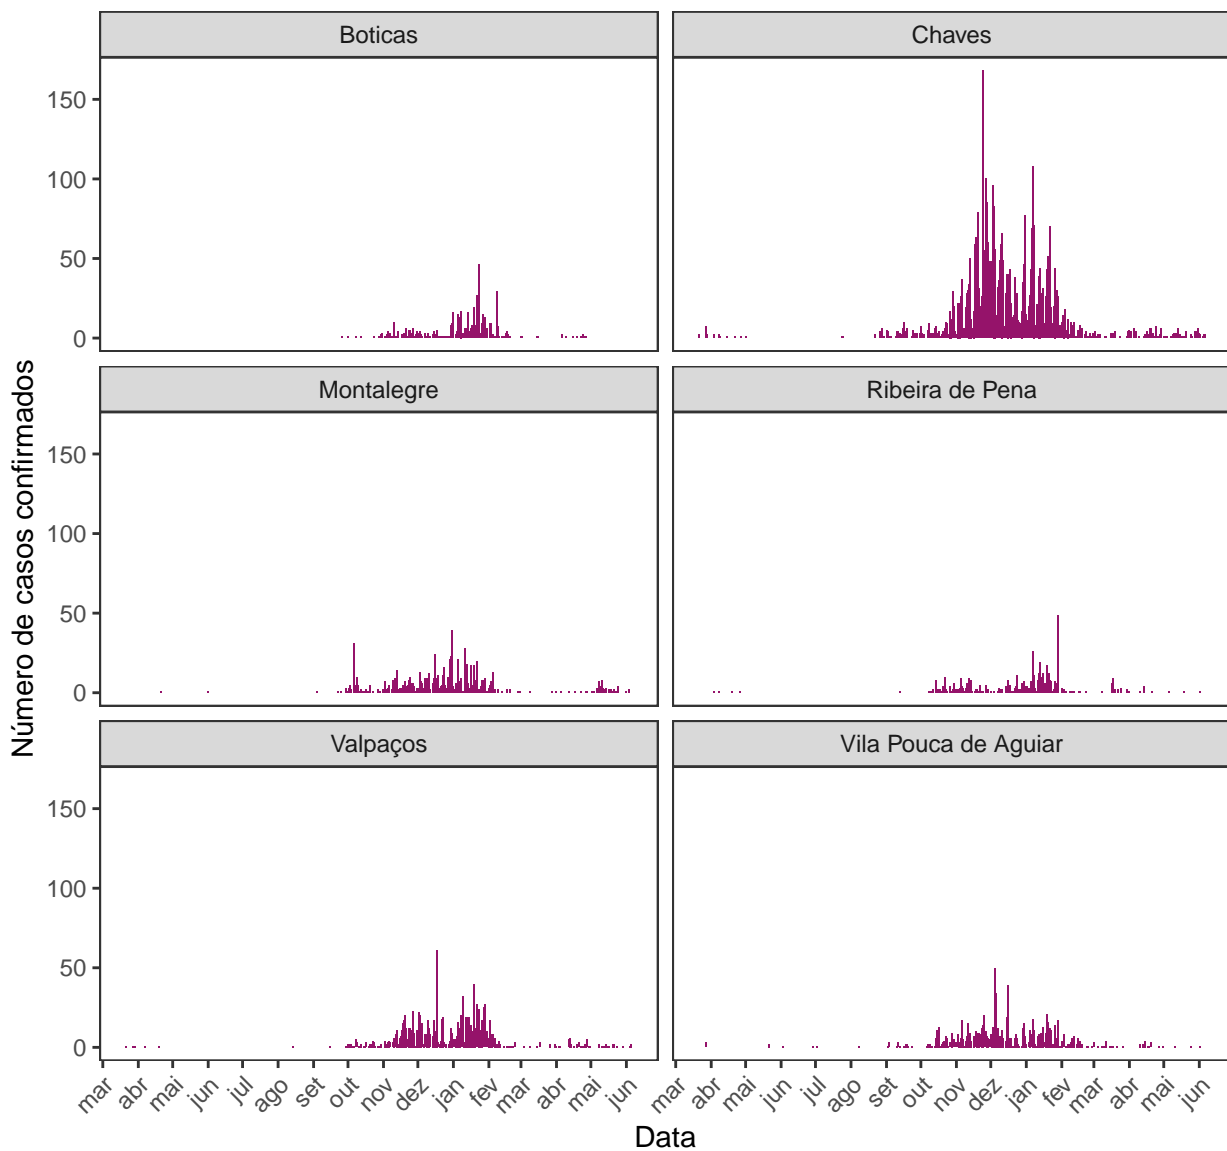 Boticas
Chaves
150
100
50
0
Montalegre
Ribeira de Pena
150
100
50
0
Valpaços
Vila Pouca de Aguiar
150
100
50
0
mar abr mai jun jul ago set out nov dez jan fev mar abr mai jun
mar abr mai jun jul ago set out nov dez jan fev mar abr mai jun
Data
Número de casos confirmados